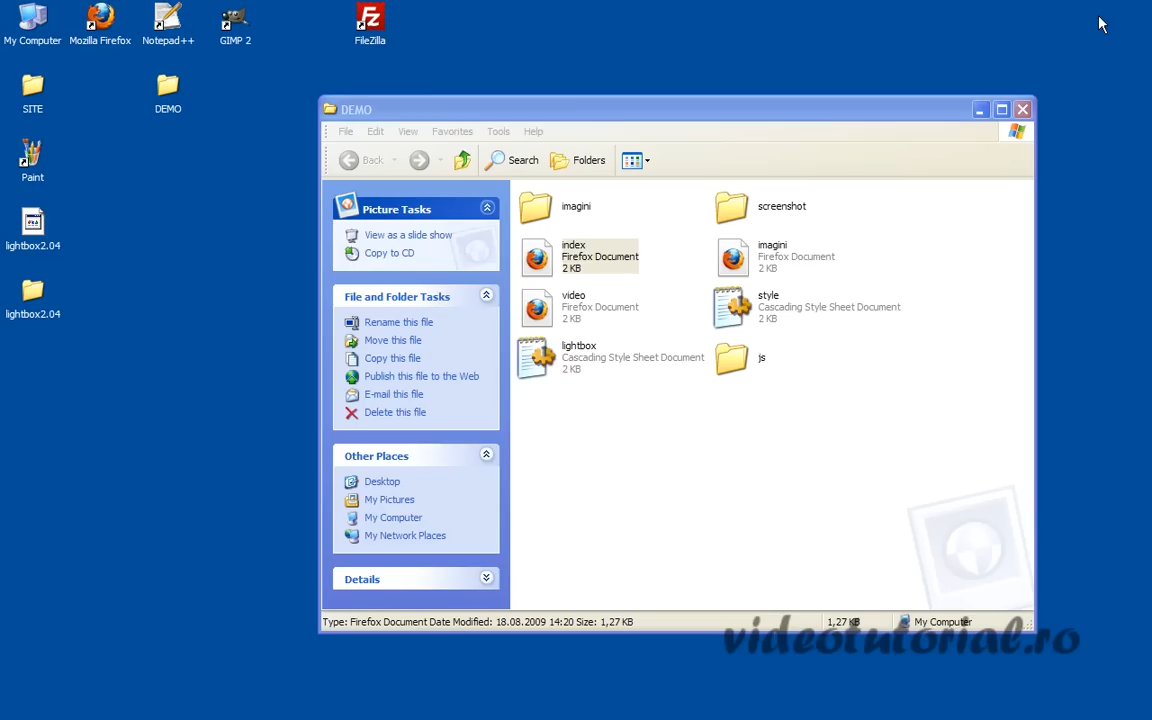 My Computer
Mozilla Firefox
Notepad++
GIMP 2
FileZilla
SITE
DEMO
Paint
lightbox2.04
lightbox2.04
DEMO
File Edit View Favorites Tools Help
Back Search Folders
Picture Tasks
View as a slide show
Copy to CD
File and Folder Tasks
Rename this file
Move this file
Copy this file
Publish this file to the Web
E-mail this file
Delete this file
Other Places
Desktop
My Pictures
My Computer
My Network Places
Details
imagini
screenshot
index
Firefox Document
2 KB
imagini
Firefox Document
2 KB
video
Firefox Document
2 KB
style
Cascading Style Sheet Document
2 KB
lightbox
Cascading Style Sheet Document
2 KB
js
Type: Firefox Document Date Modified: 18.08.2009 14:20 Size: 1,27 KB
1,27 KB
My Computer
videotutorial.ro